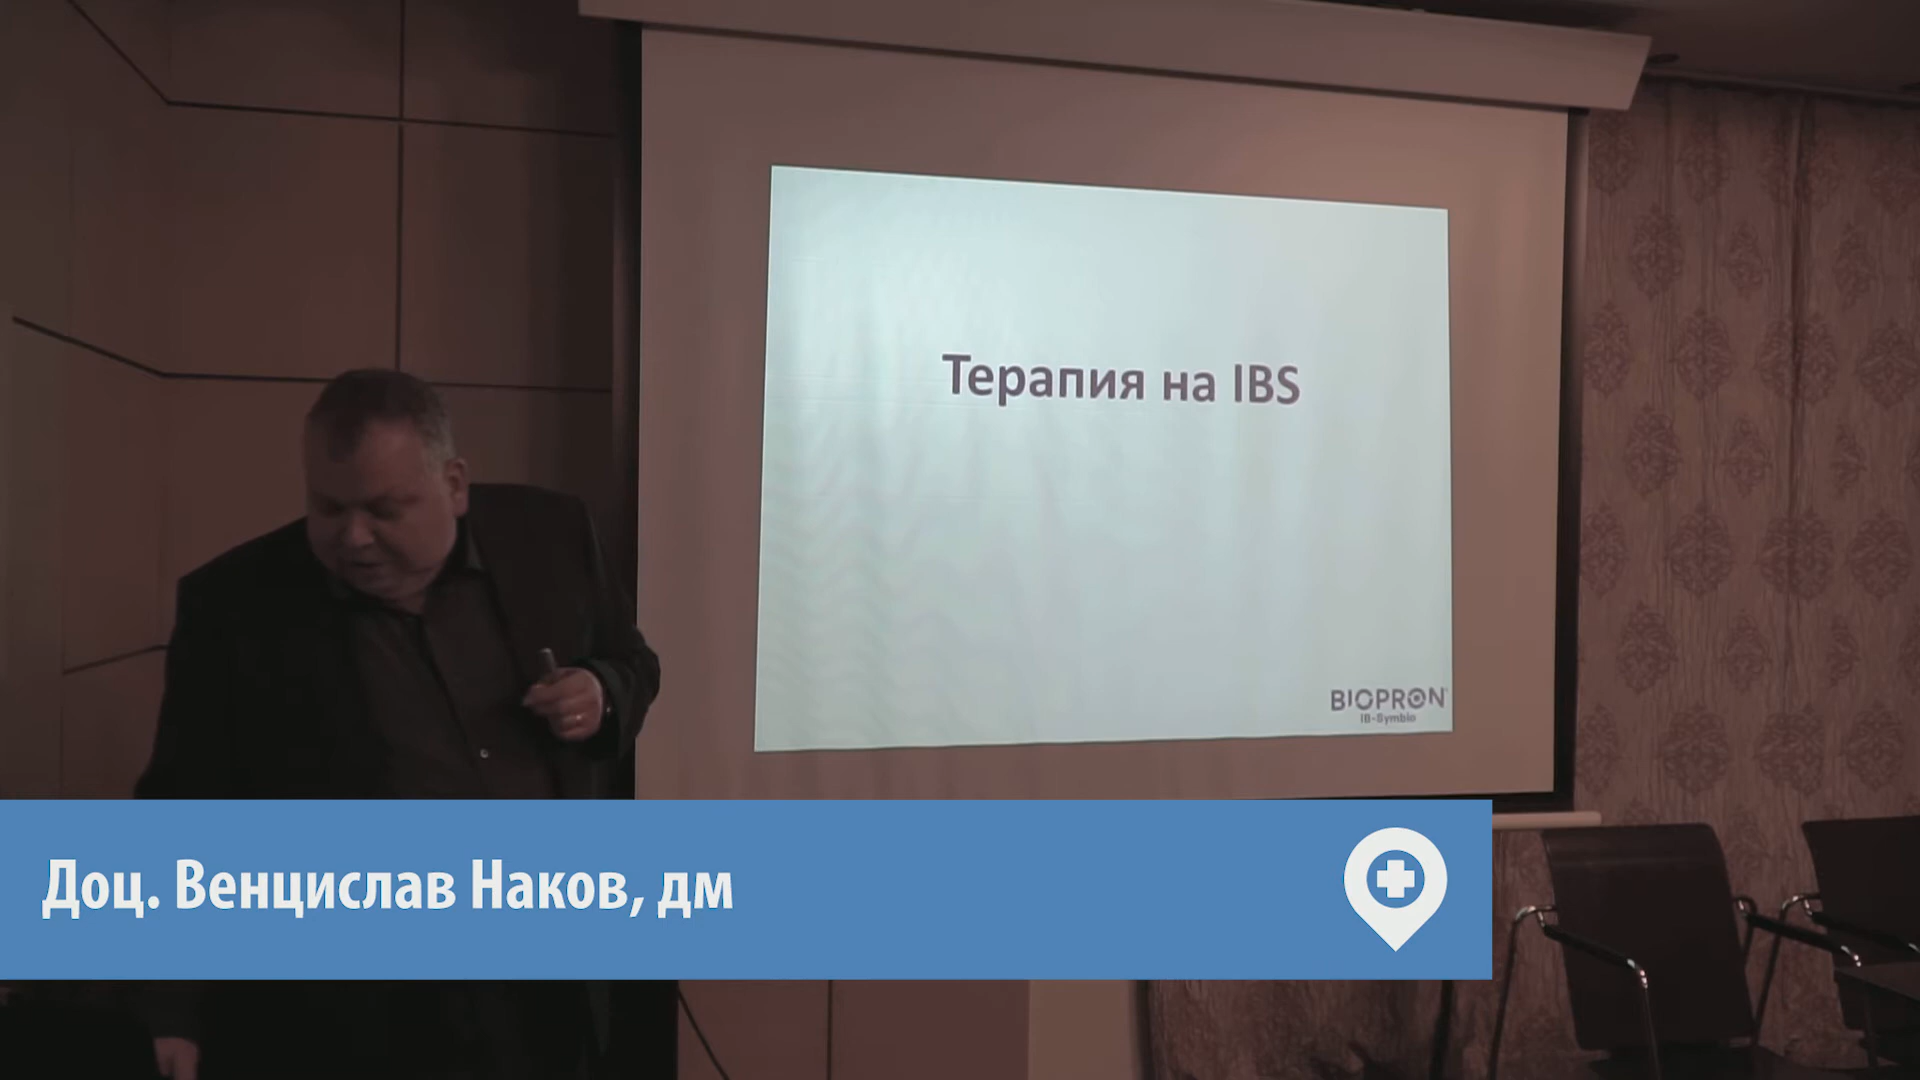 Терапия на IBS
BIOPRON
IB-Symbio
Доц. Венцислав Наков, дм